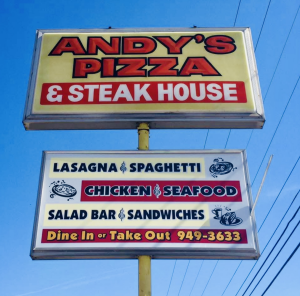 ANDY'S
PIZZA
& STEAK HOUSE
LASAGNA & SPAGHETTI
CHICKEN & SEAFOOD
SALAD BAR & SANDWICHES
Dine In or Take Out 949-3633